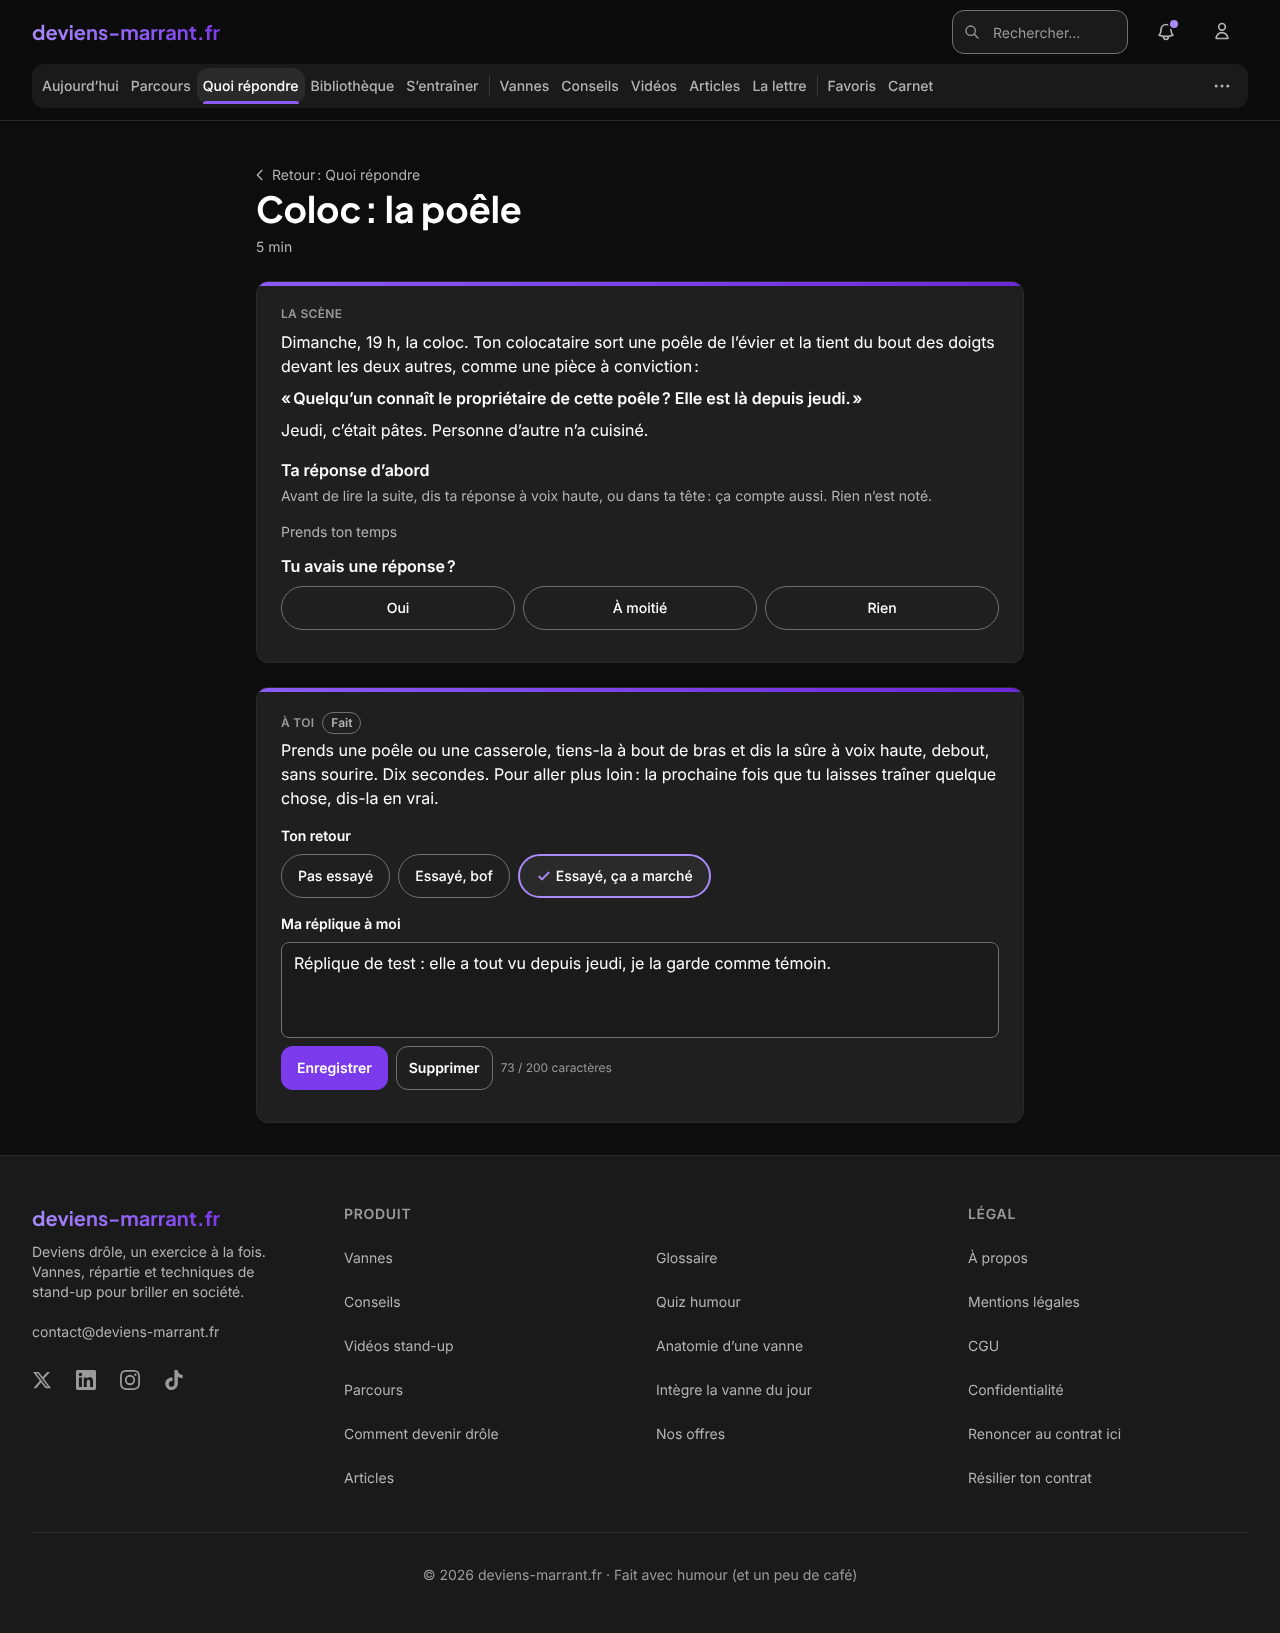 deviens-marrant.fr
Rechercher...
Aujourd’hui
Parcours
Quoi répondre
Bibliothèque
S’entraîner
Vannes
Conseils
Vidéos
Articles
La lettre
Favoris
Carnet
Retour : Quoi répondre
Coloc : la poêle
5 min
LA SCÈNE
Dimanche, 19 h, la coloc. Ton colocataire sort une poêle de l’évier et la tient du bout des doigts
devant les deux autres, comme une pièce à conviction :
« Quelqu’un connaît le propriétaire de cette poêle ? Elle est là depuis jeudi. »
Jeudi, c’était pâtes. Personne d’autre n’a cuisiné.
Ta réponse d’abord
Avant de lire la suite, dis ta réponse à voix haute, ou dans ta tête : ça compte aussi. Rien n’est noté.
Prends ton temps
Tu avais une réponse ?
Oui
À moitié
Rien
À TOI
Fait
Prends une poêle ou une casserole, tiens-la à bout de bras et dis la sûre à voix haute, debout,
sans sourire. Dix secondes. Pour aller plus loin : la prochaine fois que tu laisses traîner quelque
chose, dis-la en vrai.
Ton retour
Pas essayé
Essayé, bof
Essayé, ça a marché
Ma réplique à moi
Réplique de test : elle a tout vu depuis jeudi, je la garde comme témoin.
Enregistrer
Supprimer
73 / 200 caractères
deviens-marrant.fr
Deviens drôle, un exercice à la fois.
Vannes, répartie et techniques de
stand-up pour briller en société.
contact@deviens-marrant.fr
PRODUIT
Vannes
Conseils
Vidéos stand-up
Parcours
Comment devenir drôle
Articles
Glossaire
Quiz humour
Anatomie d’une vanne
Intègre la vanne du jour
Nos offres
LÉGAL
À propos
Mentions légales
CGU
Confidentialité
Renoncer au contrat ici
Résilier ton contrat
© 2026 deviens-marrant.fr · Fait avec humour (et un peu de café)